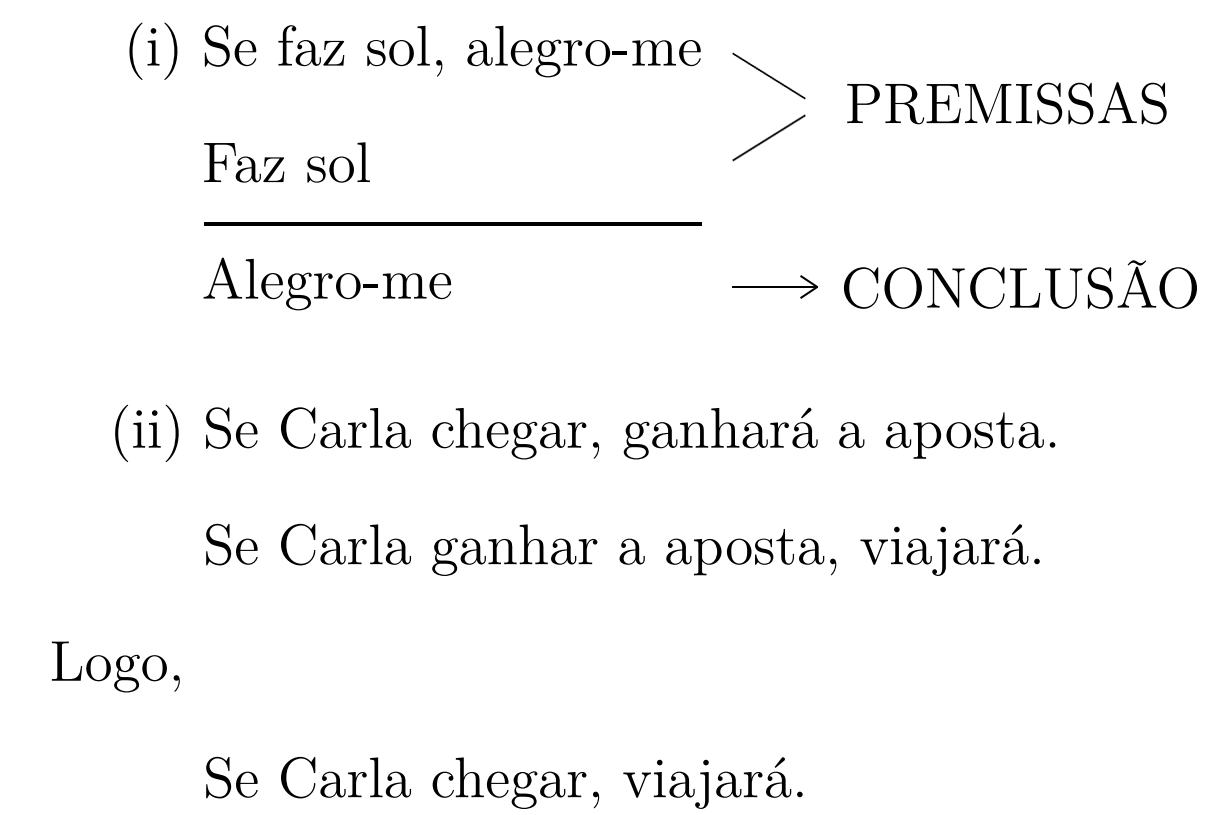 (i) Se faz sol, alegro-me
PREMISSAS
Faz sol
Alegro-me
CONCLUSÃO
(ii) Se Carla chegar, ganhará a aposta.
Se Carla ganhar a aposta, viajará.
Logo,
Se Carla chegar, viajará.